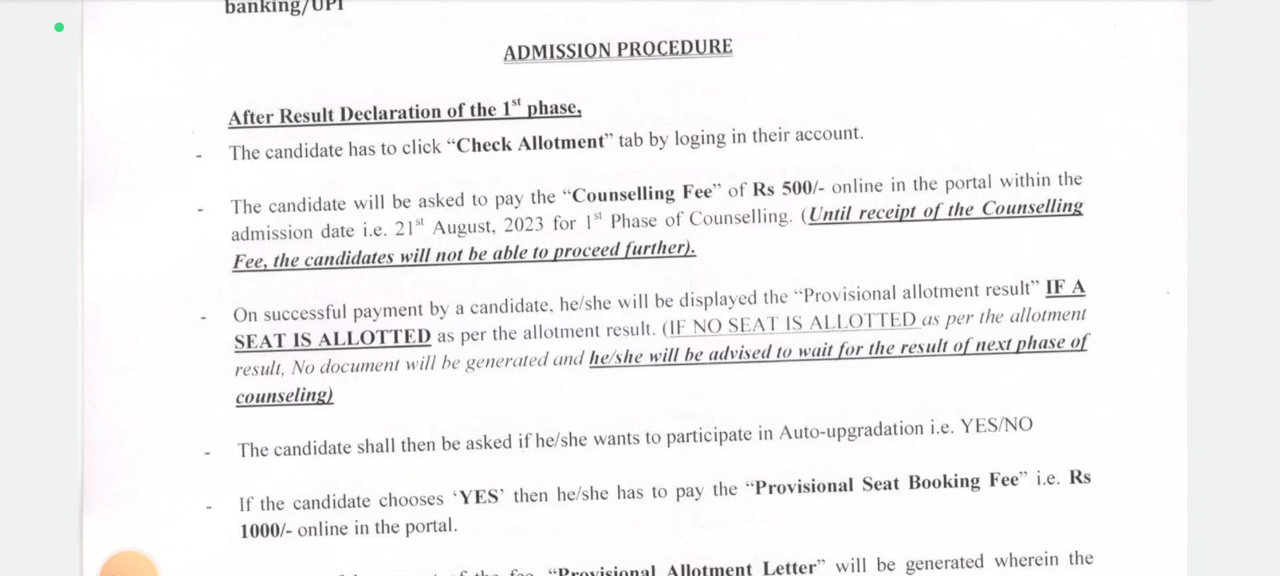 banking/UPI
ADMISSION PROCEDURE
After Result Declaration of the 1st phase,
- The candidate has to click “Check Allotment” tab by loging in their account.
- The candidate will be asked to pay the “Counselling Fee” of Rs 500/- online in the portal within the
admission date i.e. 21st August, 2023 for 1st Phase of Counselling. (Until receipt of the Counselling
Fee, the candidates will not be able to proceed further).
- On successful payment by a candidate, he/she will be displayed the “Provisional allotment result” IF A
SEAT IS ALLOTTED as per the allotment result. (IF NO SEAT IS ALLOTTED as per the allotment
result, No document will be generated and he/she will be advised to wait for the result of next phase of
counseling)
- The candidate shall then be asked if he/she wants to participate in Auto-upgradation i.e. YES/NO
- If the candidate chooses ‘YES’ then he/she has to pay the “Provisional Seat Booking Fee” i.e. Rs
1000/- online in the portal.
of the fee “Provisional Allotment Letter” will be generated wherein the